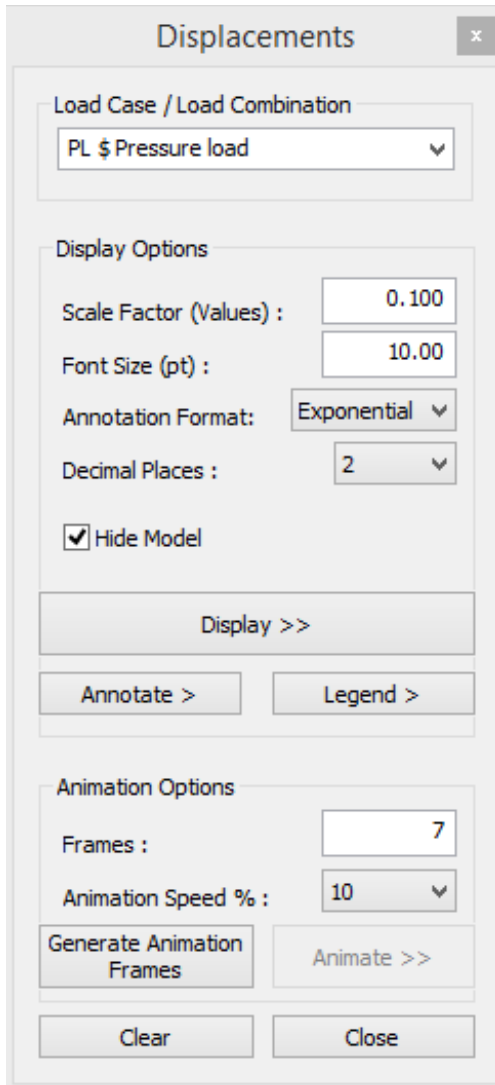 Displacements
x
Load Case / Load Combination
PL $ Pressure load
Display Options
Scale Factor (Values) : 0.100
Font Size (pt) : 10.00
Annotation Format: Exponential
Decimal Places : 2
Hide Model
Display >>
Annotate > Legend >
Animation Options
Frames : 7
Animation Speed % : 10
Generate Animation
Frames
Animate >>
Clear Close